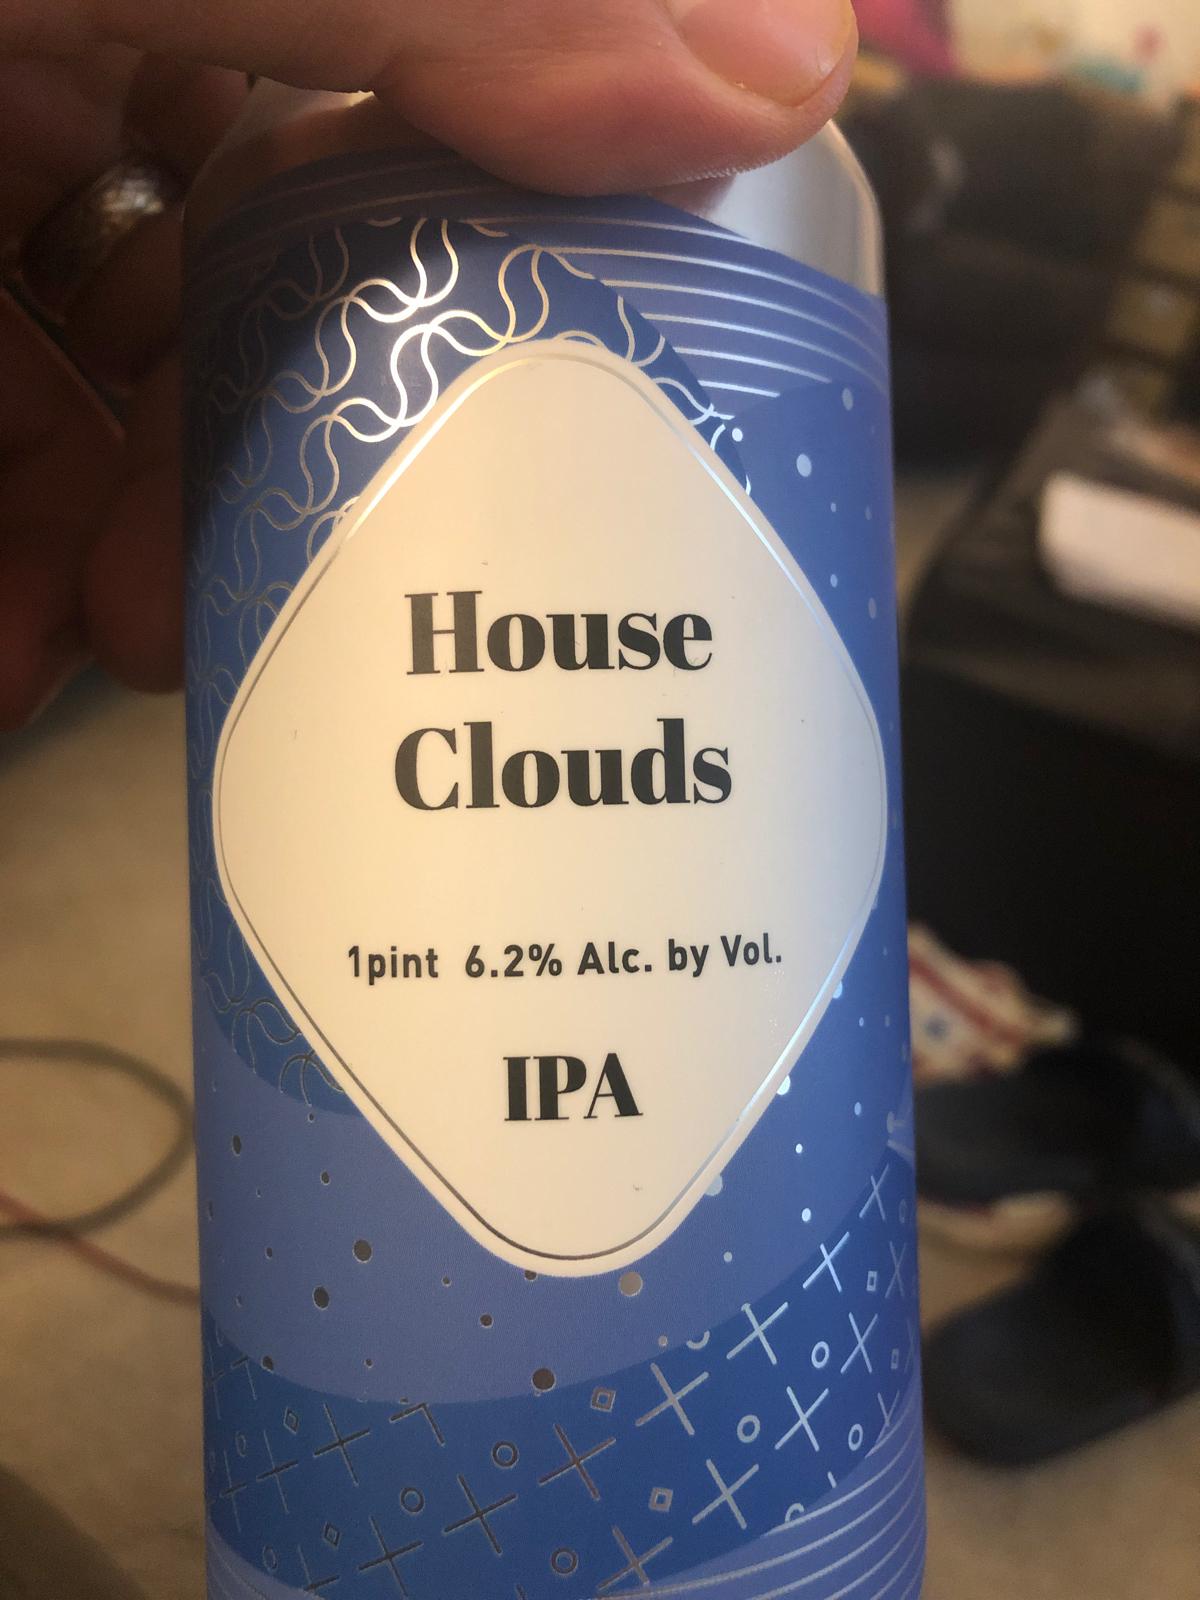 House
Clouds
1pint 6.2% Alc. by Vol.
IPA